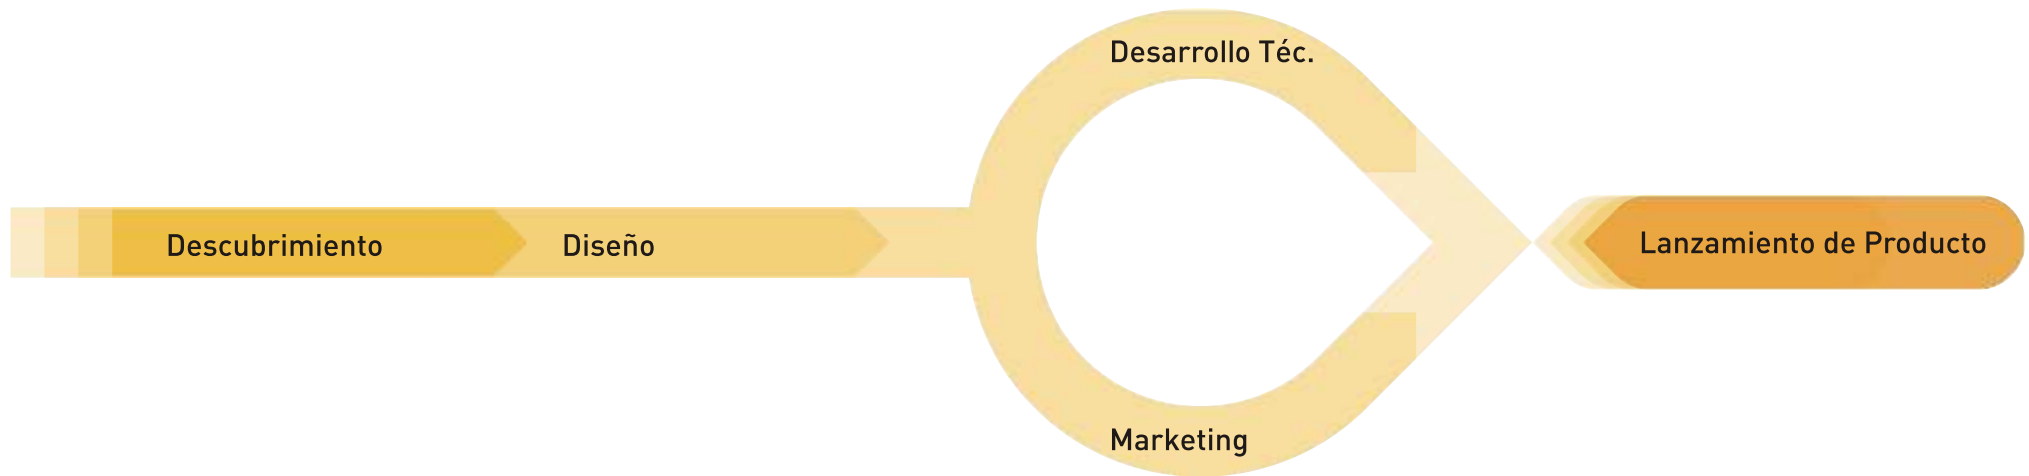 Descubrimiento
Diseño
Desarrollo Téc.
Marketing
Lanzamiento de Producto